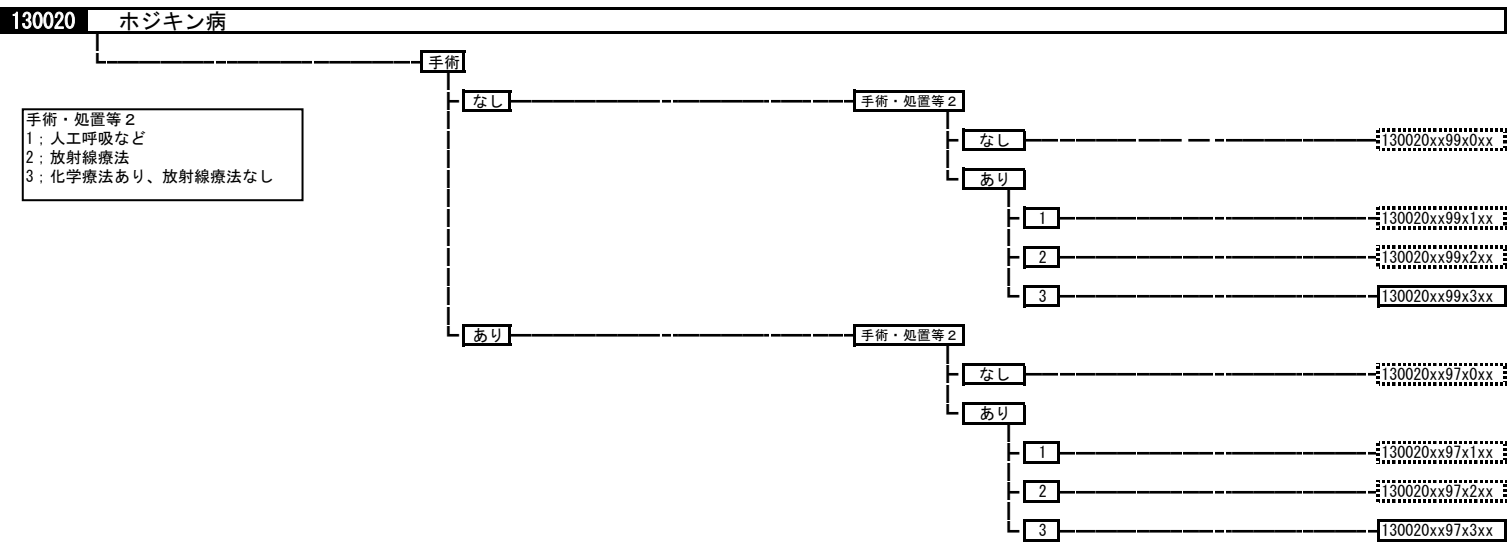 130020 ホジキン病
手術
なし 手術・処置等2
手術・処置等2
1;人工呼吸など
2;放射線療法
3;化学療法あり、放射線療法なし
なし 130020xx99x0xx
あり
1 130020xx99x1xx
2 130020xx99x2xx
3 130020xx99x3xx
あり 手術・処置等2
なし 130020xx97x0xx
あり
1 130020xx97x1xx
2 130020xx97x2xx
3 130020xx97x3xx